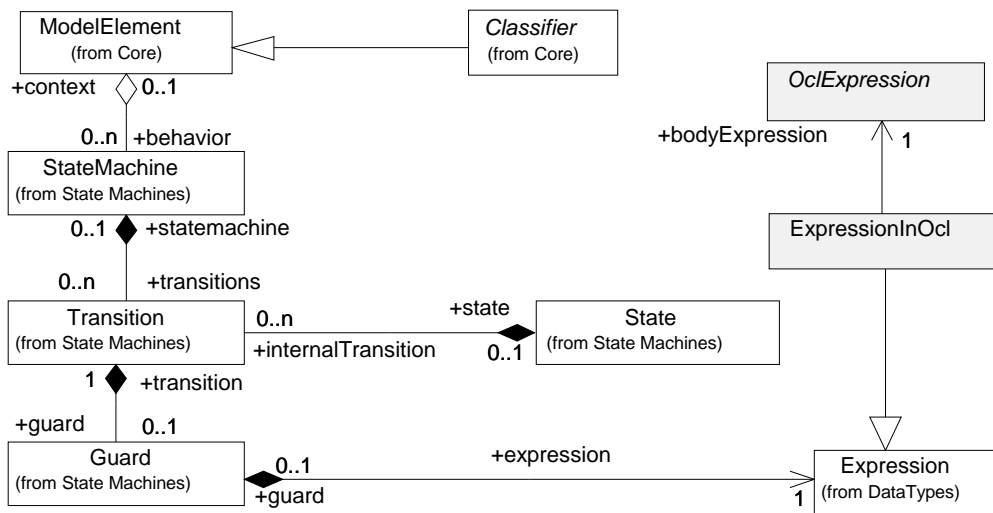 ModelElement
(from Core)
Classifier
(from Core)
+context
0..1
OclExpression
+bodyExpression
1
0..n
+behavior
StateMachine
(from State Machines)
0..1
+statemachine
ExpressionInOcl
0..n
+transitions
Transition
(from State Machines)
0..n
+internalTransition
+state
0..1
State
(from State Machines)
1
+transition
+guard
0..1
Guard
(from State Machines)
0..1
+guard
+expression
1
Expression
(from DataTypes)